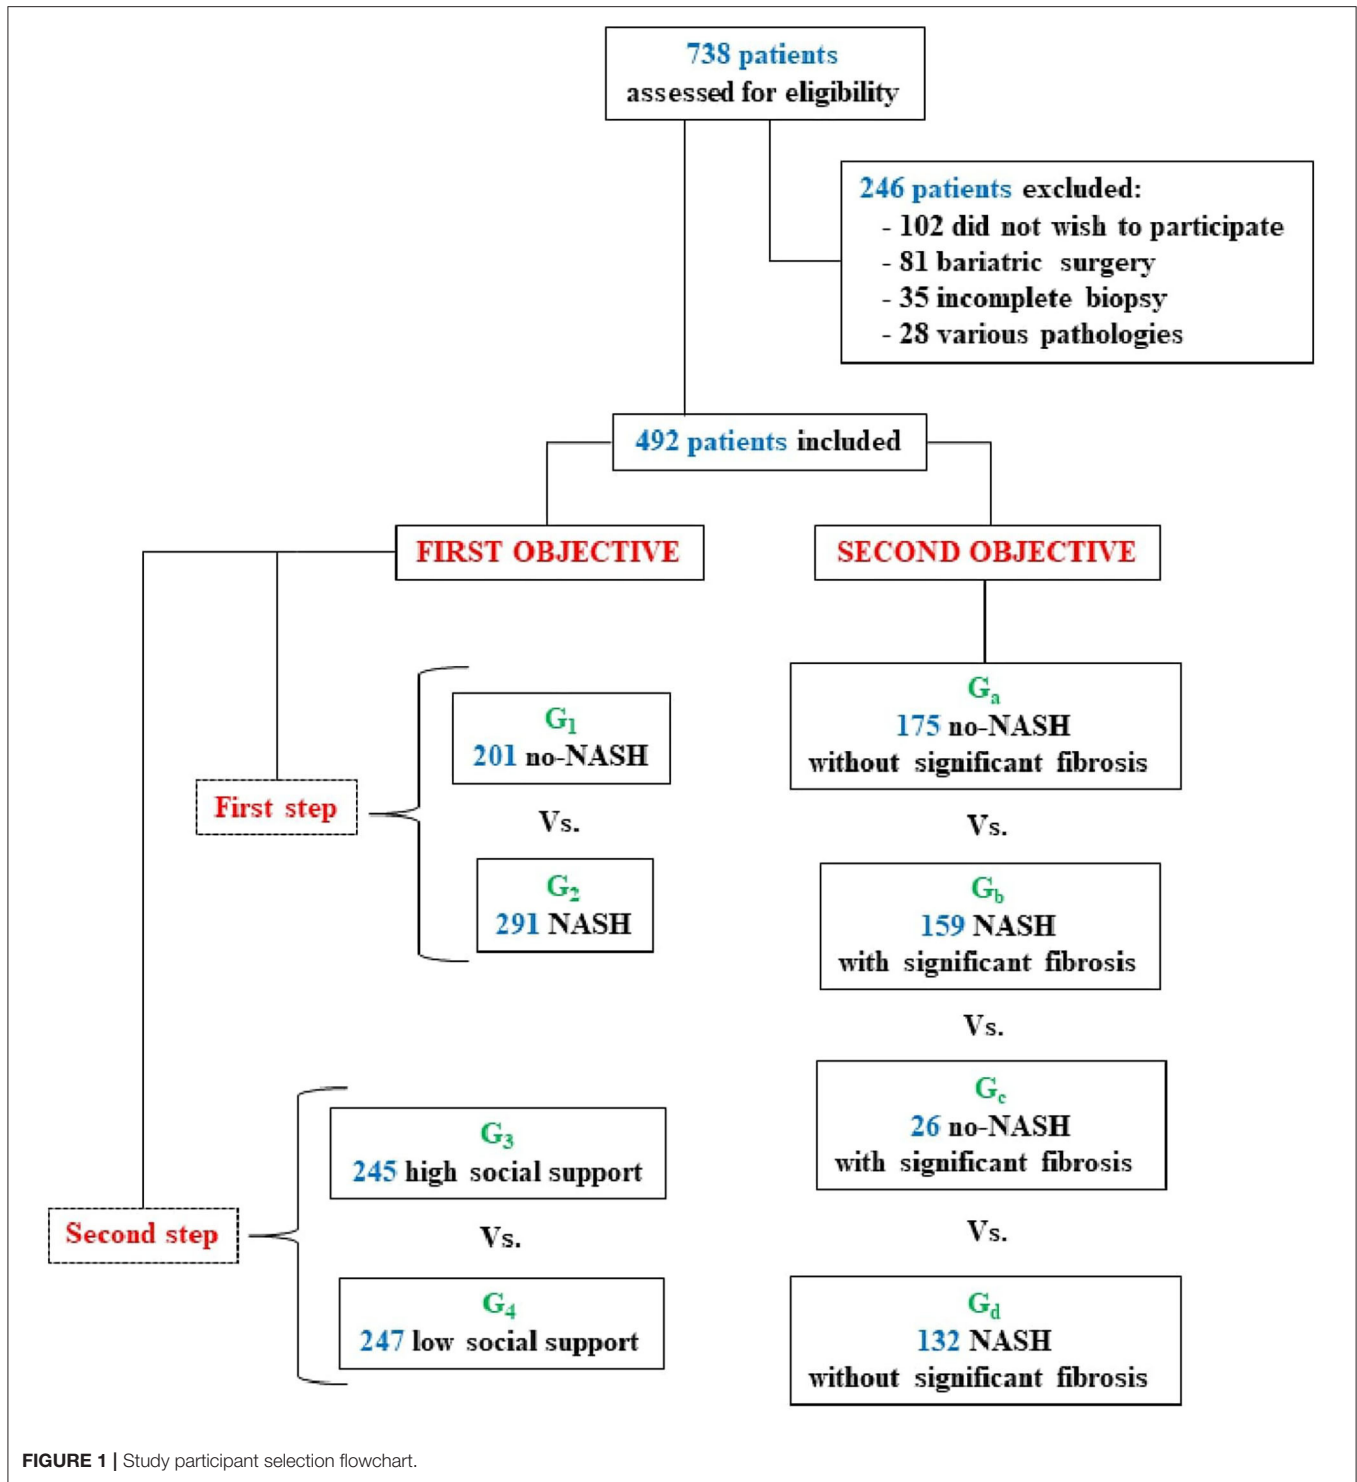 738 patients
assessed for eligibility
246 patients excluded:
- 102 did not wish to participate
- 81 bariatric surgery
- 35 incomplete biopsy
- 28 various pathologies
492 patients included
FIRST OBJECTIVE
SECOND OBJECTIVE
First step
G1
201 no-NASH
Vs.
G2
291 NASH
Second step
G3
245 high social support
Vs.
G4
247 low social support
Ga
175 no-NASH
without significant fibrosis
Vs.
Gb
159 NASH
with significant fibrosis
Vs.
Gc
26 no-NASH
with significant fibrosis
Vs.
Gd
132 NASH
without significant fibrosis
FIGURE 1 | Study participant selection flowchart.